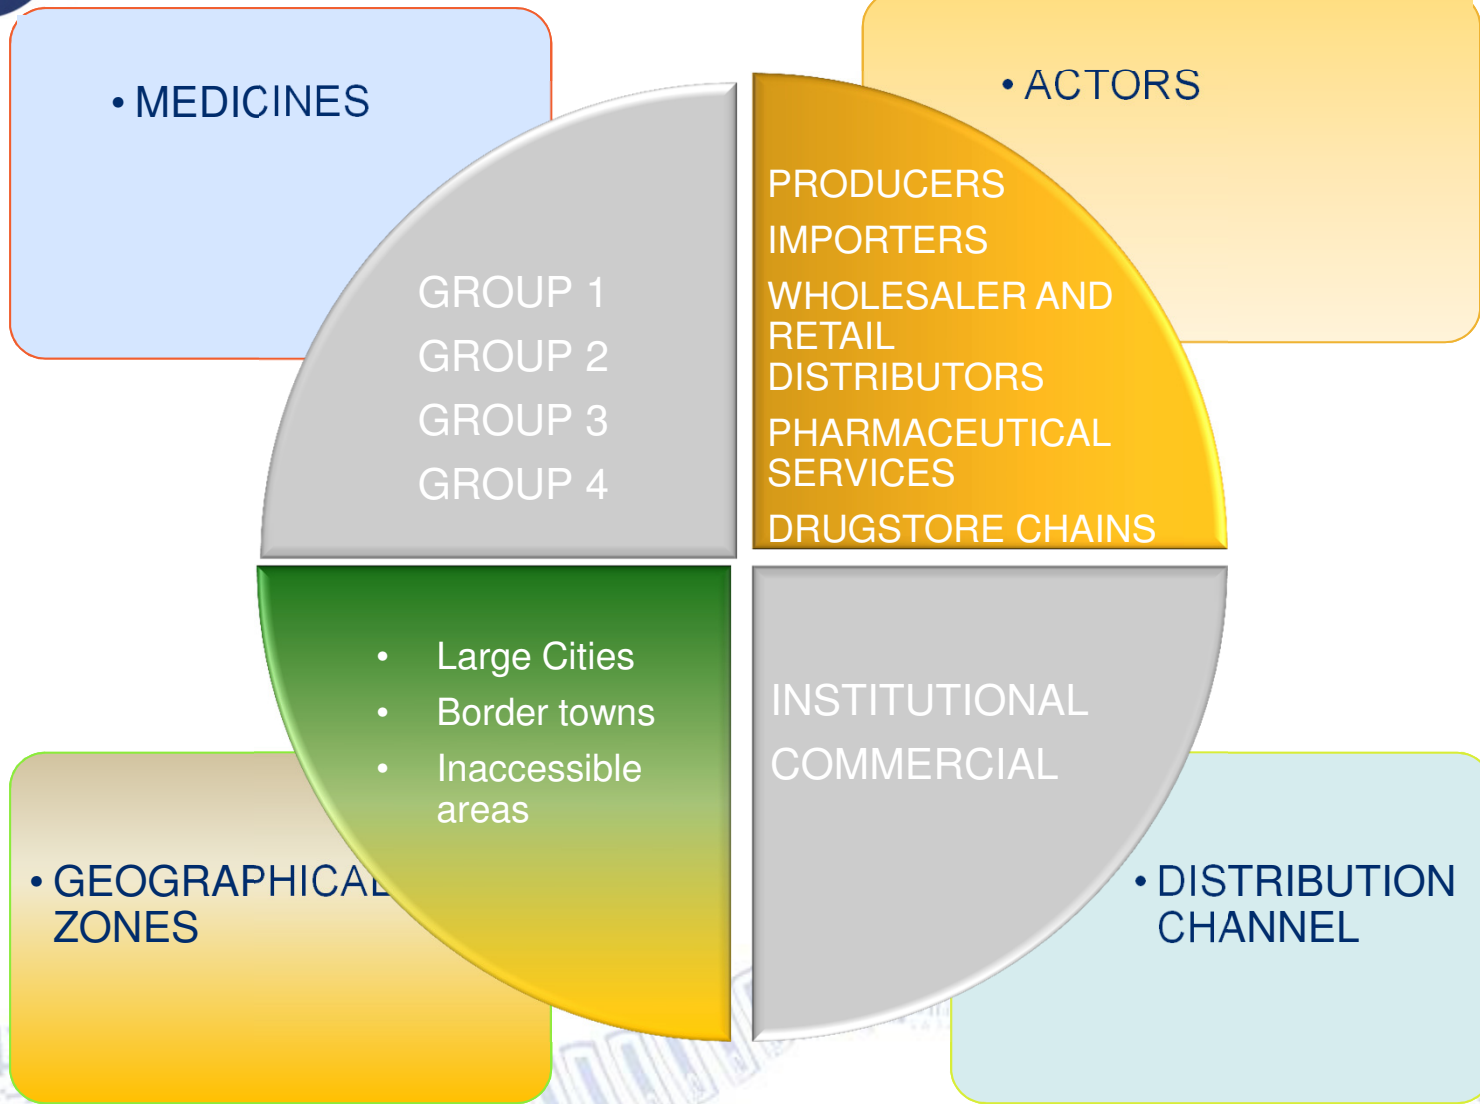 • MEDICINES
GROUP 1
GROUP 2
GROUP 3
GROUP 4
• ACTORS
PRODUCERS
IMPORTERS
WHOLESALER AND
RETAIL
DISTRIBUTORS
PHARMACEUTICAL
SERVICES
DRUGSTORE CHAINS
• Large Cities
• Border towns
• Inaccessible
areas
• GEOGRAPHICAL
ZONES
INSTITUTIONAL
COMMERCIAL
• DISTRIBUTION
CHANNEL